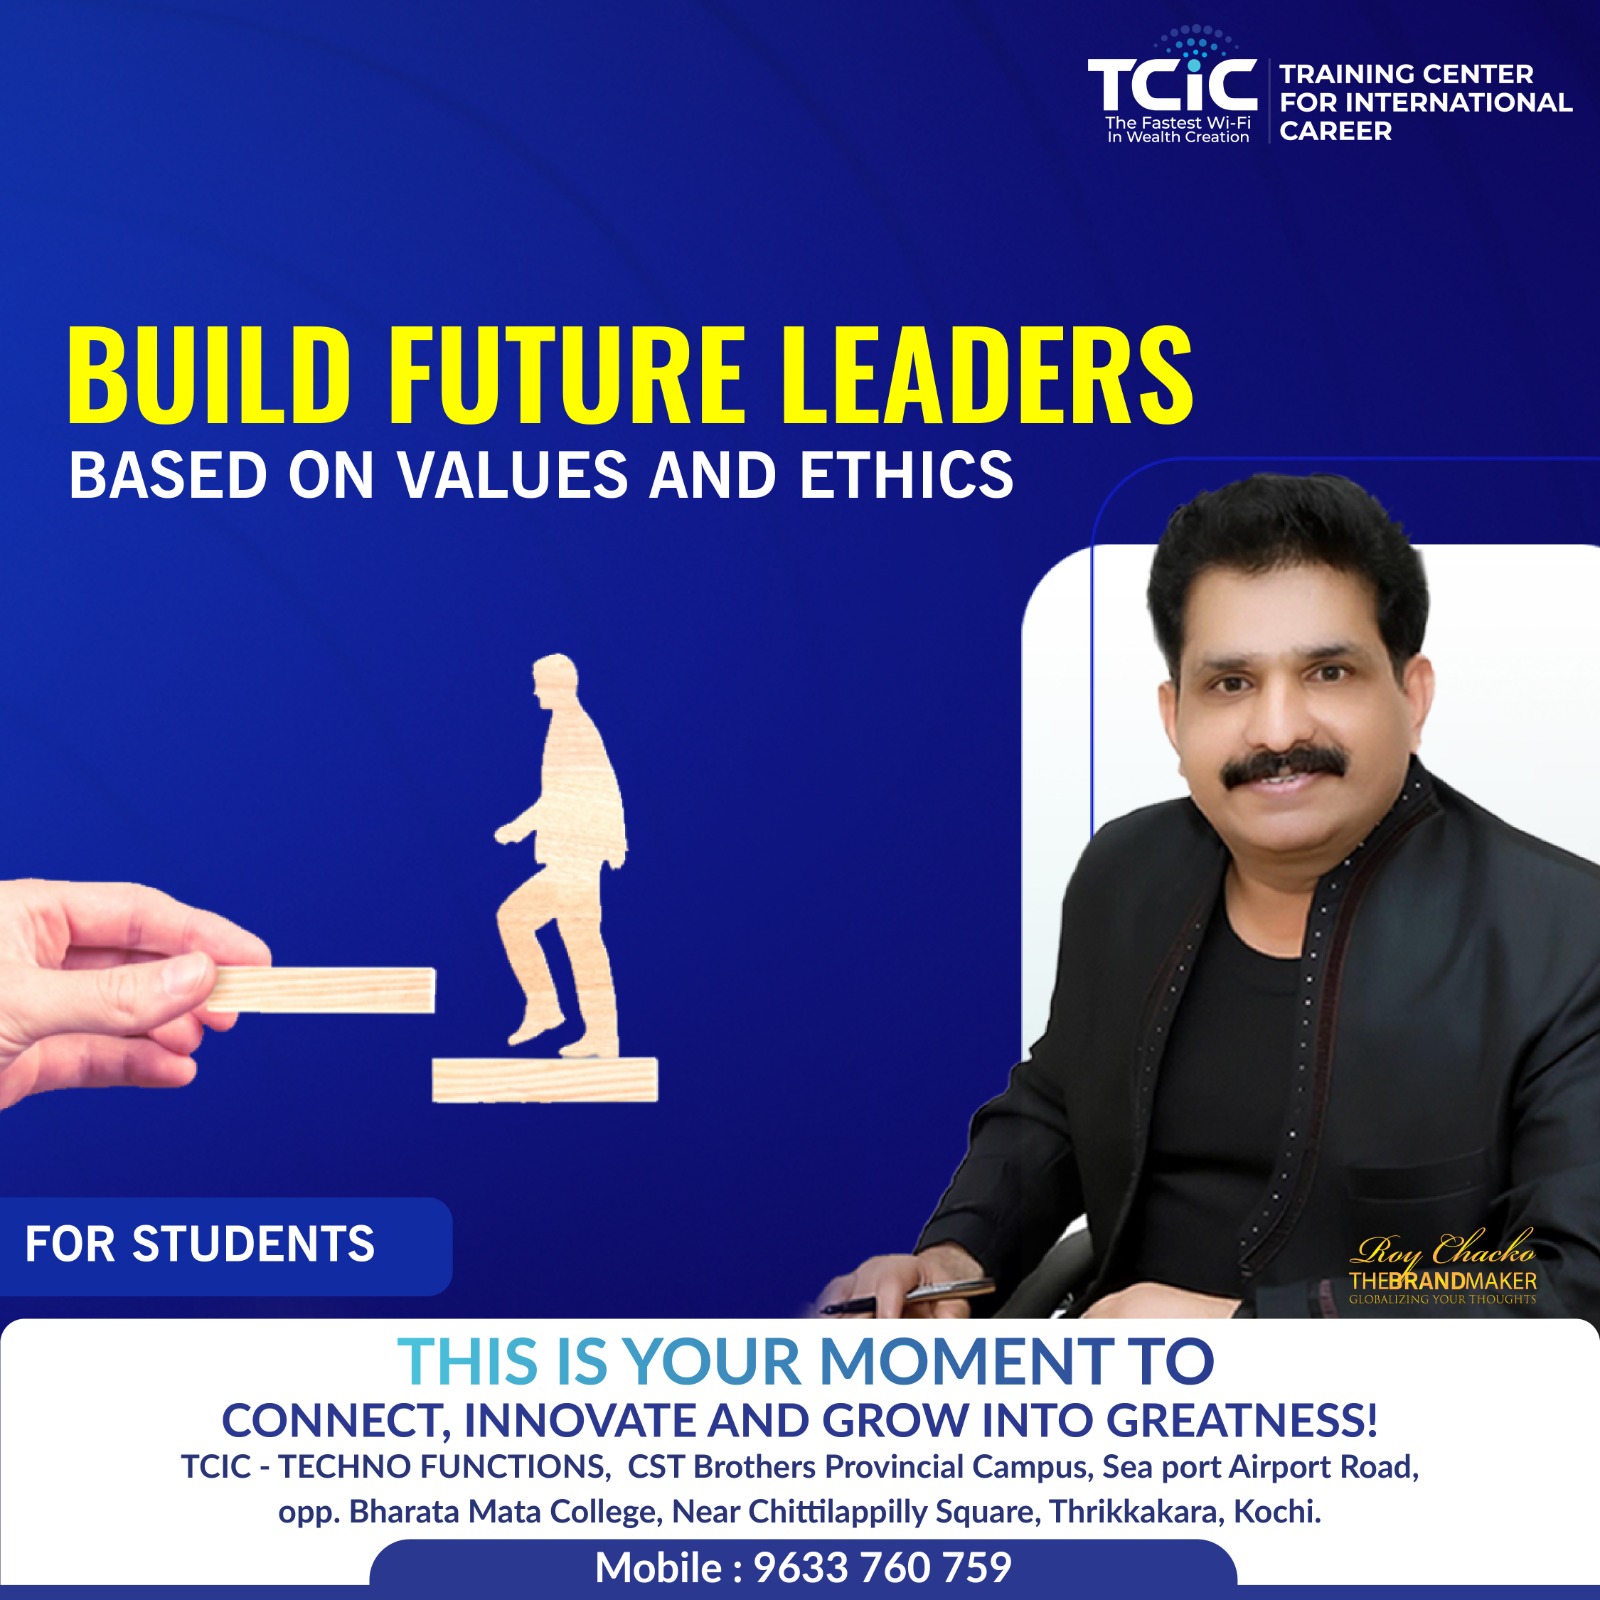 TCiC
The Fastest Wi-Fi
In Wealth Creation
TRAINING CENTER
FOR INTERNATIONAL
CAREER
BUILD FUTURE LEADERS
BASED ON VALUES AND ETHICS
FOR STUDENTS
Roy Chacko
THEBRANDMAKER
GLOBALIZING YOUR THOUGHTS
THIS IS YOUR MOMENT TO
CONNECT, INNOVATE AND GROW INTO GREATNESS!
TCIC - TECHNO FUNCTIONS, CST Brothers Provincial Campus, Sea port Airport Road,
opp. Bharata Mata College, Near Chittilappilly Square, Thrikkakara, Kochi.
Mobile : 9633 760 759